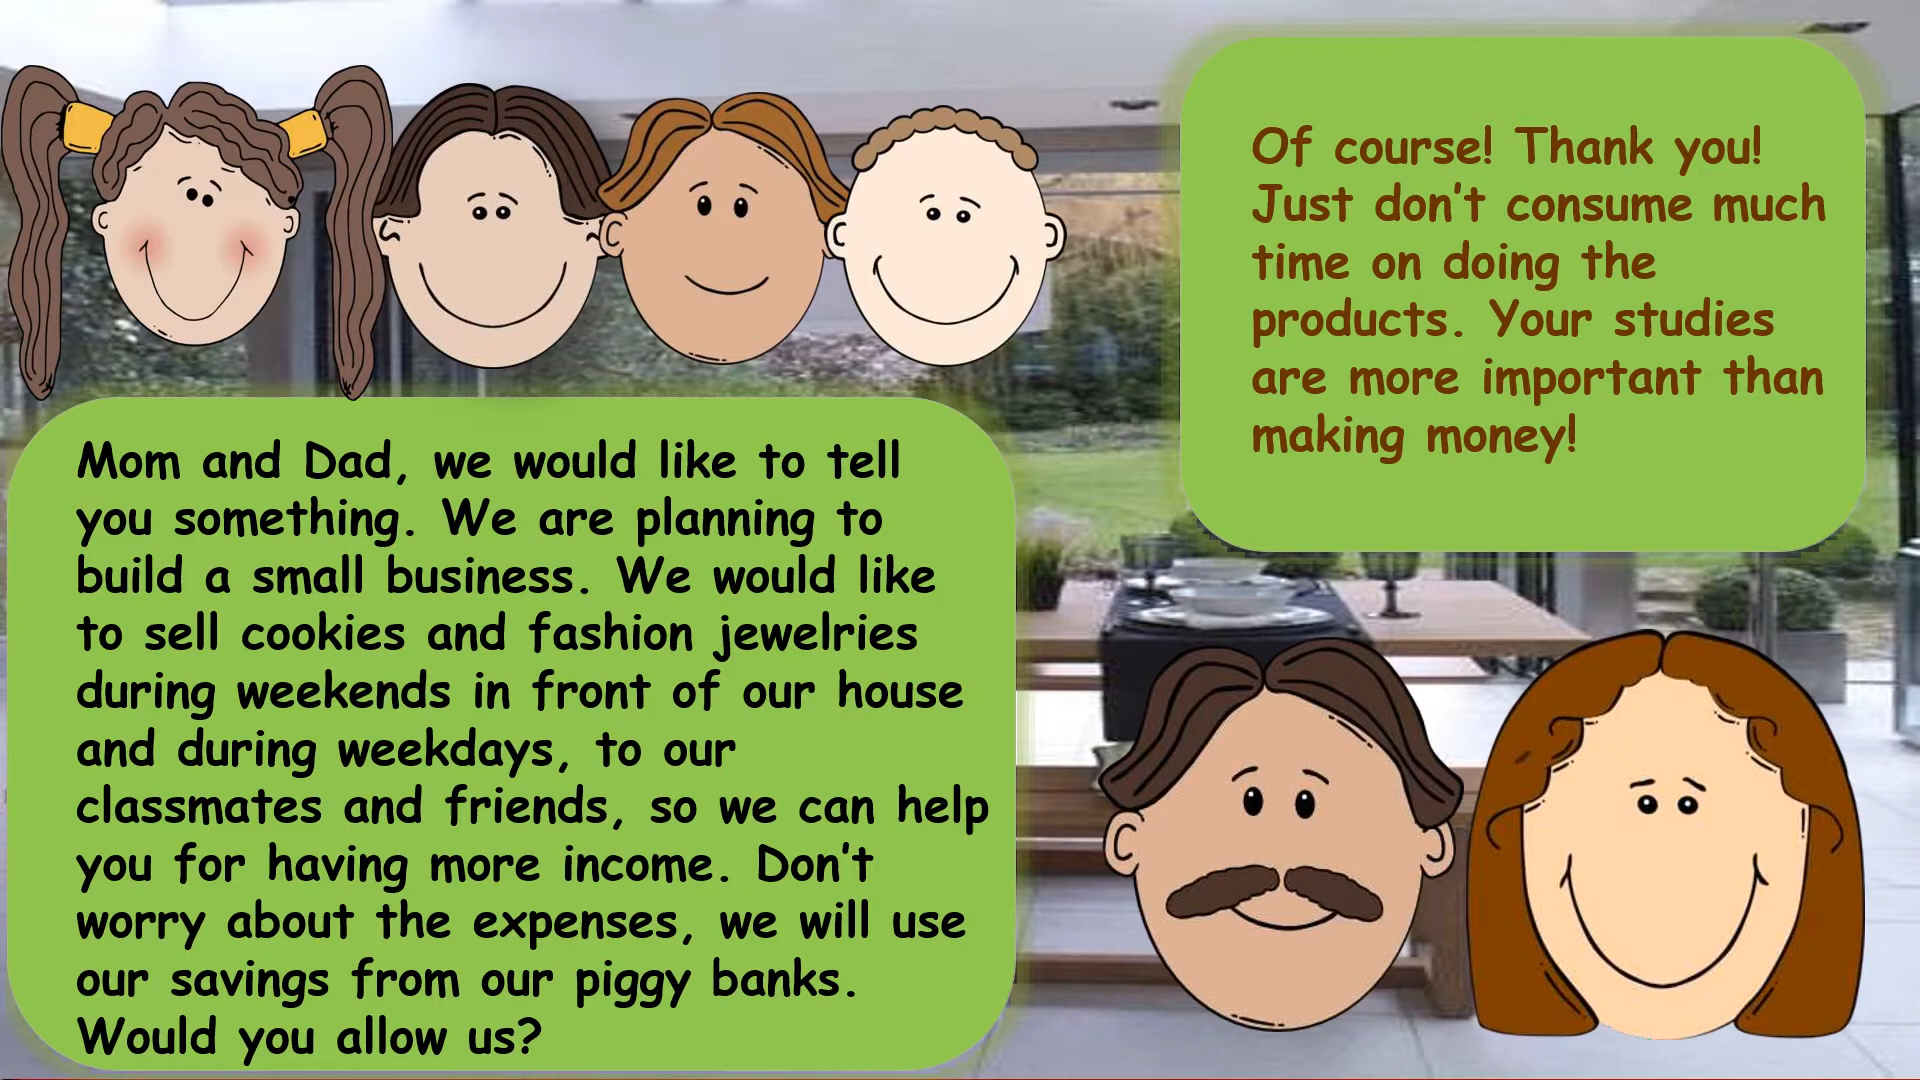 Mom and Dad, we would like to tell
you something. We are planning to
build a small business. We would like
to sell cookies and fashion jewelries
during weekends in front of our house
and during weekdays, to our
classmates and friends, so we can help
you for having more income. Don't
worry about the expenses, we will use
our savings from our piggy banks.
Would you allow us?
Of course! Thank you!
Just don't consume much
time on doing the
products. Your studies
are more important than
making money!